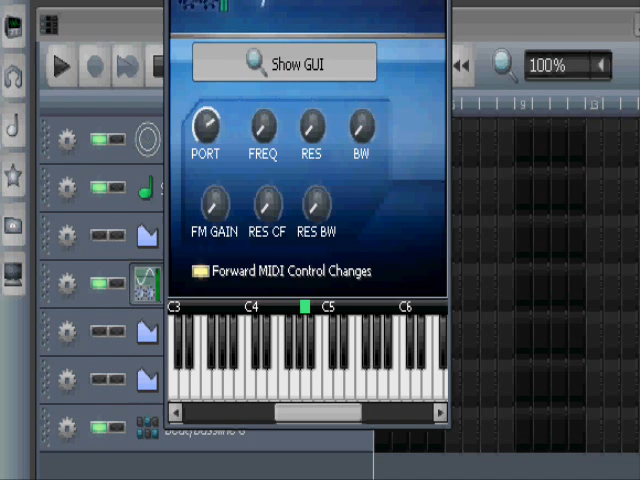 Show GUI
100%
9
13
PORT FREQ RES BW
FM GAIN RES CF RES BW
Forward MIDI Control Changes
C3 C4 C5 C6